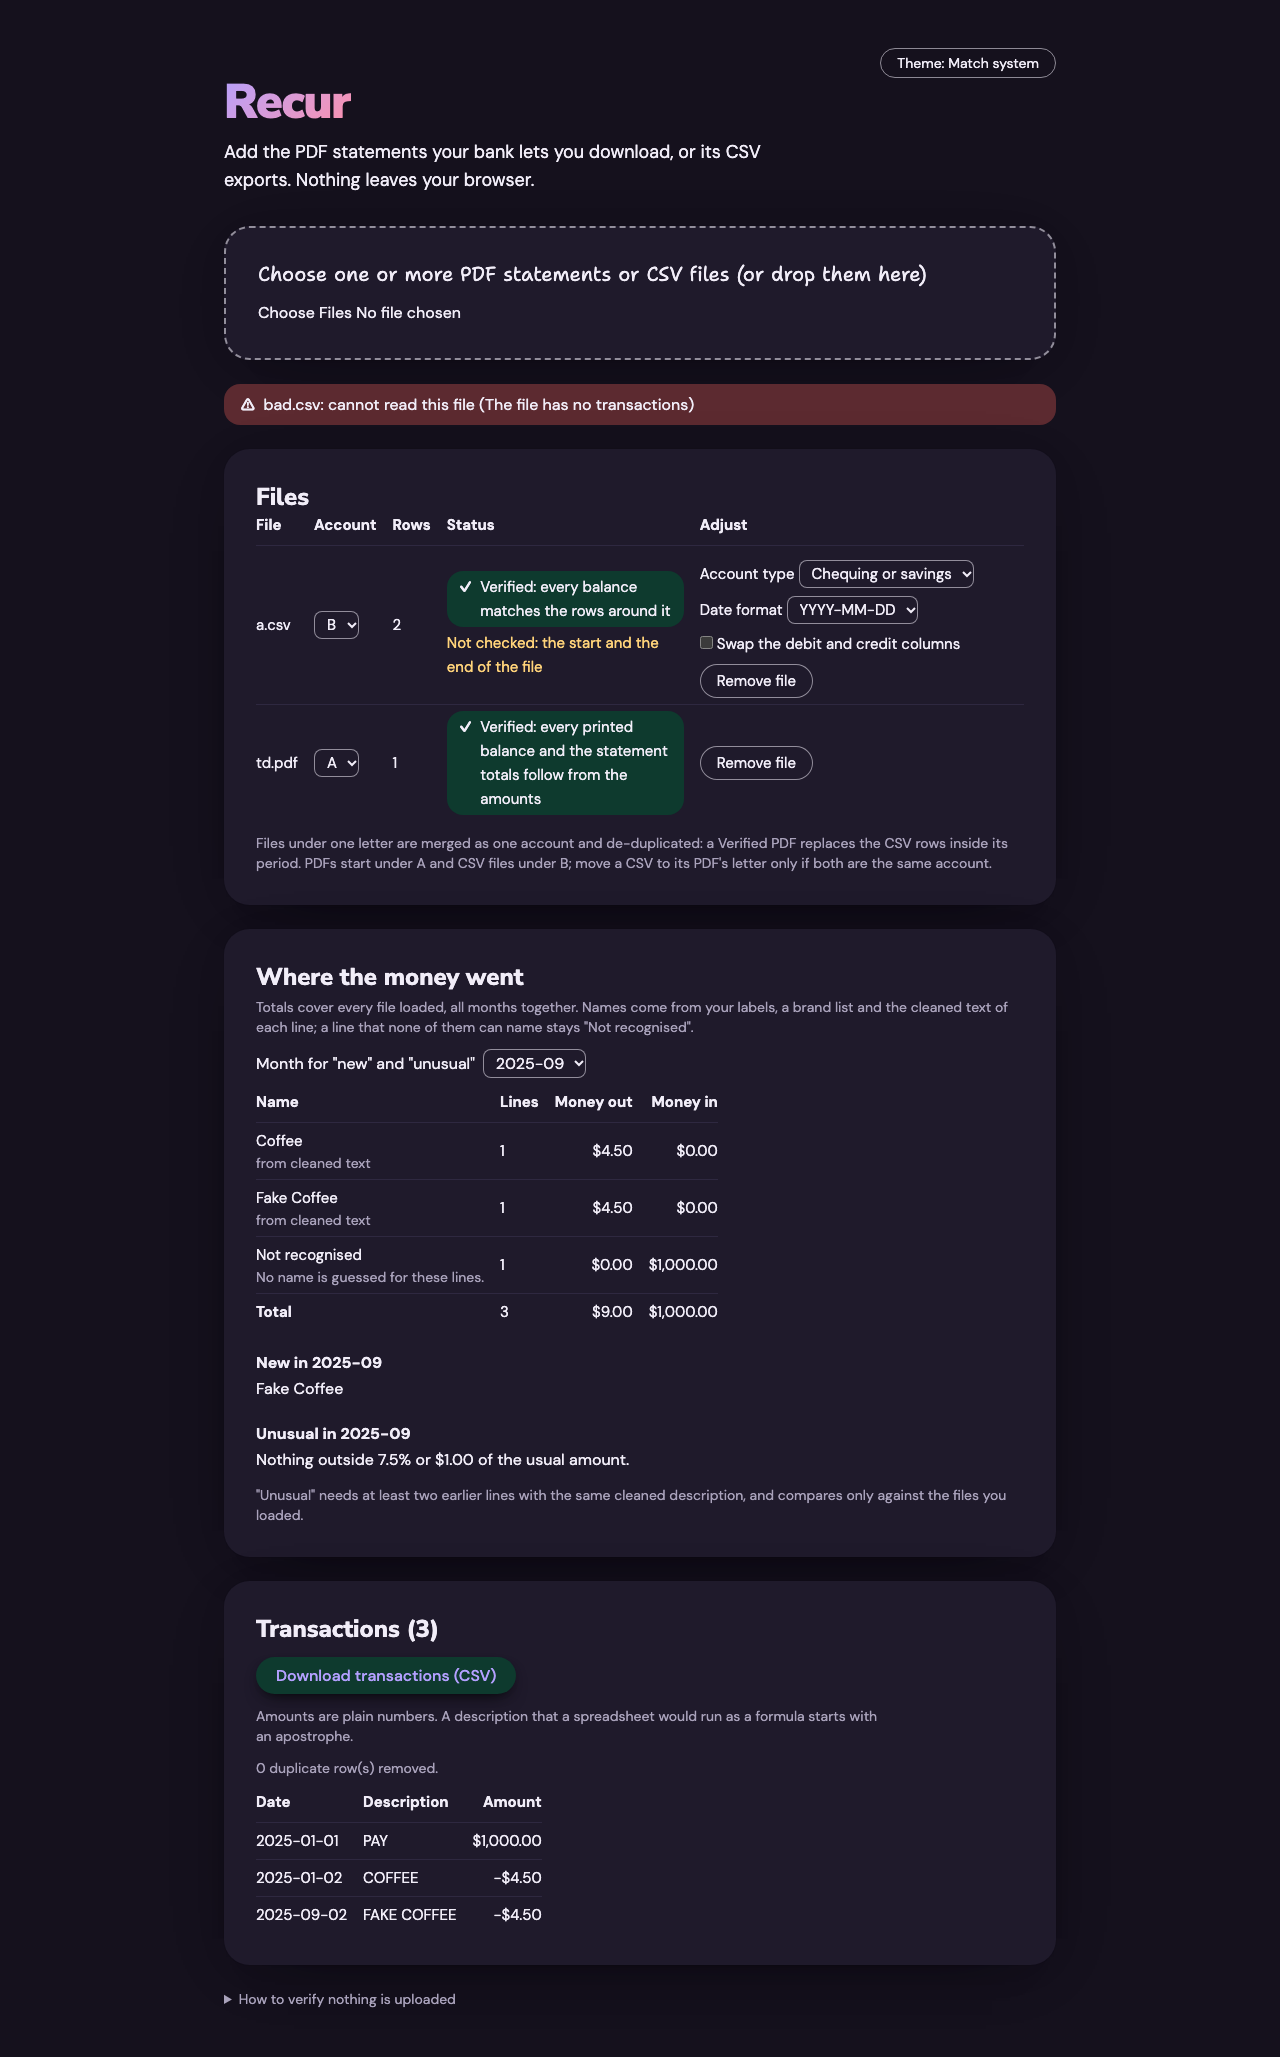 Theme: Match system
Recur
Add the PDF statements your bank lets you download, or its CSV
exports. Nothing leaves your browser.
Choose one or more PDF statements or CSV files (or drop them here)
Choose Files No file chosen
⚠ bad.csv: cannot read this file (The file has no transactions)
Files
File Account Rows Status Adjust
a.csv B 2
✓ Verified: every balance
matches the rows around it
Not checked: the start and the
end of the file
Account type Chequing or savings
Date format YYYY-MM-DD
Swap the debit and credit columns
Remove file
td.pdf A 1
✓ Verified: every printed
balance and the statement
totals follow from the
amounts
Remove file
Files under one letter are merged as one account and de-duplicated: a Verified PDF replaces the CSV rows inside its
period. PDFs start under A and CSV files under B; move a CSV to its PDF's letter only if both are the same account.
Where the money went
Totals cover every file loaded, all months together. Names come from your labels, a brand list and the cleaned text of
each line; a line that none of them can name stays "Not recognised".
Month for "new" and "unusual" 2025-09
Name Lines Money out Money in
Coffee
from cleaned text
1 $4.50 $0.00
Fake Coffee
from cleaned text
1 $4.50 $0.00
Not recognised
No name is guessed for these lines.
1 $0.00 $1,000.00
Total 3 $9.00 $1,000.00
New in 2025-09
Fake Coffee
Unusual in 2025-09
Nothing outside 7.5% or $1.00 of the usual amount.
"Unusual" needs at least two earlier lines with the same cleaned description, and compares only against the files you
loaded.
Transactions (3)
Download transactions (CSV)
Amounts are plain numbers. A description that a spreadsheet would run as a formula starts with
an apostrophe.
0 duplicate row(s) removed.
Date Description Amount
2025-01-01 PAY $1,000.00
2025-01-02 COFFEE -$4.50
2025-09-02 FAKE COFFEE -$4.50
▶ How to verify nothing is uploaded